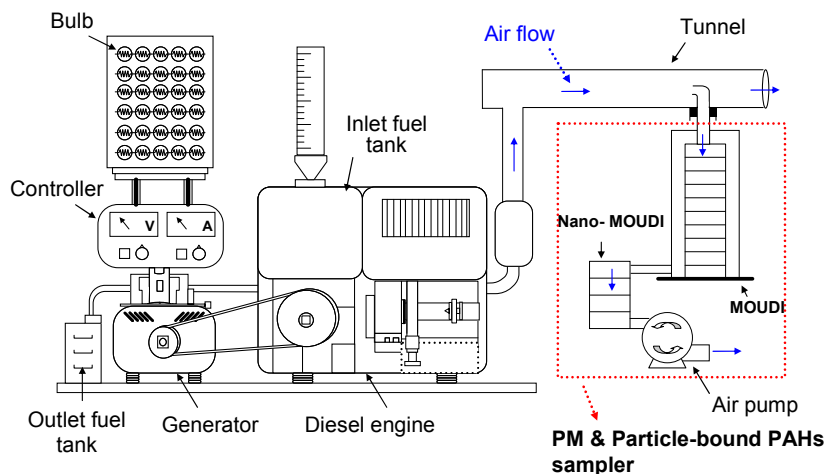 Bulb
Air flow
Tunnel
Inlet fuel
tank
Controller
V
A
Nano- MOUDI
MOUDI
Outlet fuel
tank
Generator
Diesel engine
Air pump
PM & Particle-bound PAHs
sampler